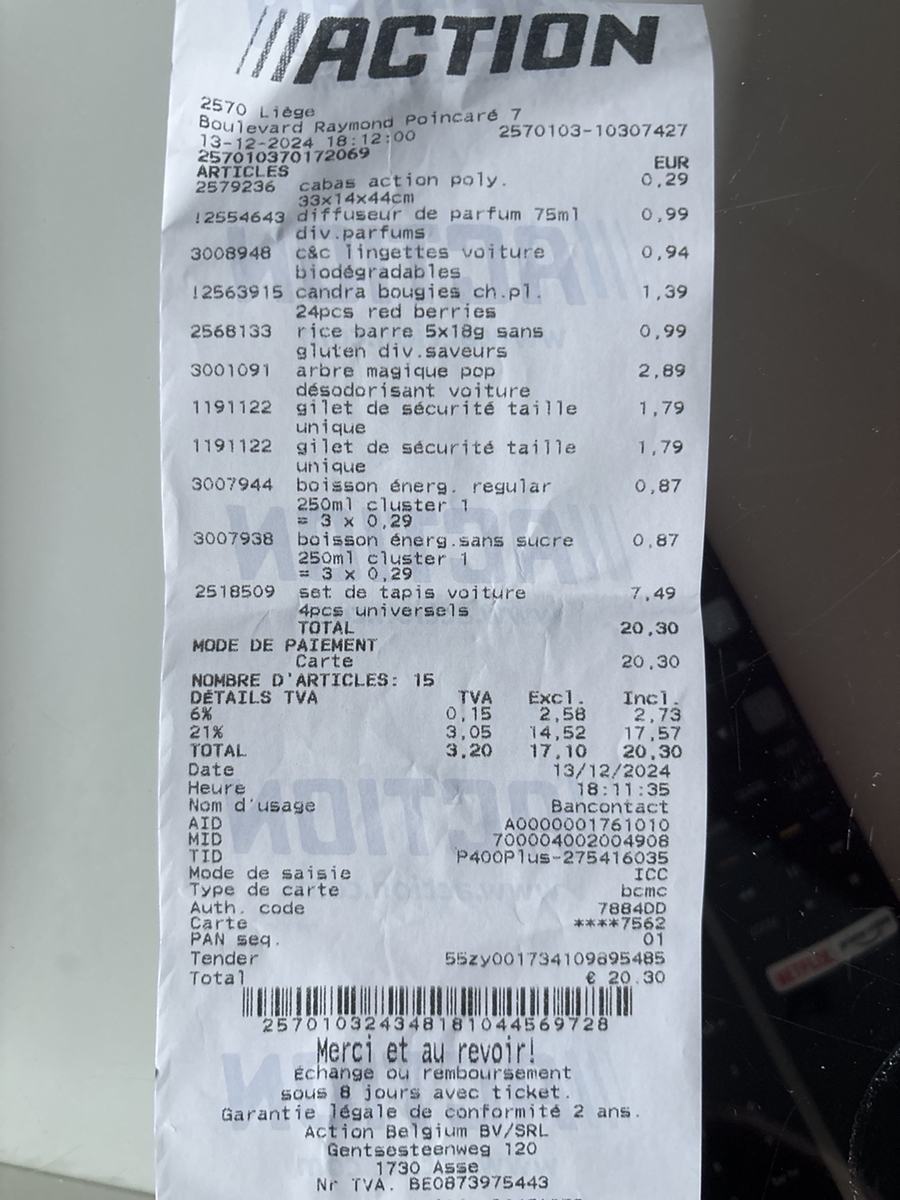 ///ACTION
2570 Liège
Boulevard Raymond Poincaré 7
13-12-2024 18:12:00 2570103-10307427
257010370172069
ARTICLES EUR
2579236 cabas action poly. 0,29
33x14x44cm
!2554643 diffuseur de parfum 75ml 0,99
div.parfums
3008948 c&c lingettes voiture 0,94
biodégradables
!2563915 candra bougies ch.pl. 1,39
24pcs red berries
2568133 rice barre 5x18g sans 0,99
gluten div.saveurs
3001091 arbre magique pop 2,89
désodorisant voiture
1191122 gilet de sécurité taille 1,79
unique
1191122 gilet de sécurité taille 1,79
unique
3007944 boisson énerg. regular 0,87
250ml cluster 1
= 3 x 0,29
3007938 boisson énerg.sans sucre 0,87
250ml cluster 1
= 3 x 0,29
2518509 set de tapis voiture 7,49
4pcs universels
TOTAL 20,30
MODE DE PAIEMENT
Carte 20,30
NOMBRE D'ARTICLES: 15
DÉTAILS TVA TVA Excl. Incl.
6% 0,15 2,58 2,73
21% 3,05 14,52 17,57
TOTAL 3,20 17,10 20,30
Date 13/12/2024
Heure 18:11:35
Nom d'usage Bancontact
AID A0000001761010
MID 700004002004908
TID P400Plus-275416035
Mode de saisie ICC
Type de carte bcmc
Auth. code 7884DD
Carte ****7562
PAN seq. 01
Tender 55zy001734109895485
Total € 20.30
257010324348181044569728
Merci et au revoir!
Échange ou remboursement
sous 8 jours avec ticket.
Garantie légale de conformité 2 ans.
Action Belgium BV/SRL
Gentsesteenweg 120
1730 Asse
Nr TVA. BE0873975443
NETFLIX